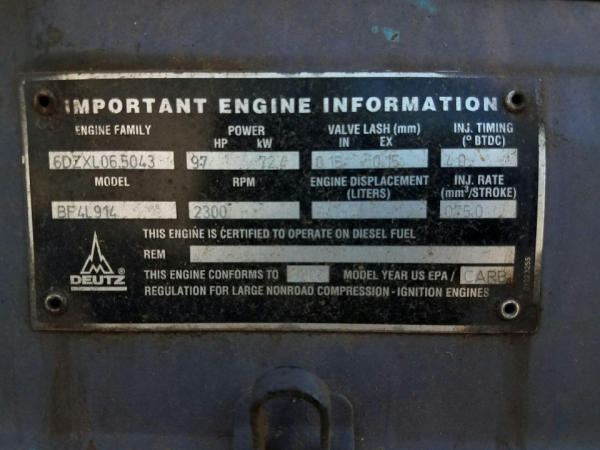 IMPORTANT ENGINE INFORMATION
ENGINE FAMILY POWER VALVE LASH (mm) INJ. TIMING
HP kW IN EX (° BTDC)
6DZXL06.5043 97 72.4 0.15 0.15
MODEL RPM ENGINE DISPLACEMENT INJ. RATE
(LITERS) (mm³/STROKE)
BF4L914 2300 075.0
THIS ENGINE IS CERTIFIED TO OPERATE ON DIESEL FUEL
REM
THIS ENGINE CONFORMS TO MODEL YEAR US EPA / CARB
REGULATION FOR LARGE NONROAD COMPRESSION - IGNITION ENGINES
DEUTZ